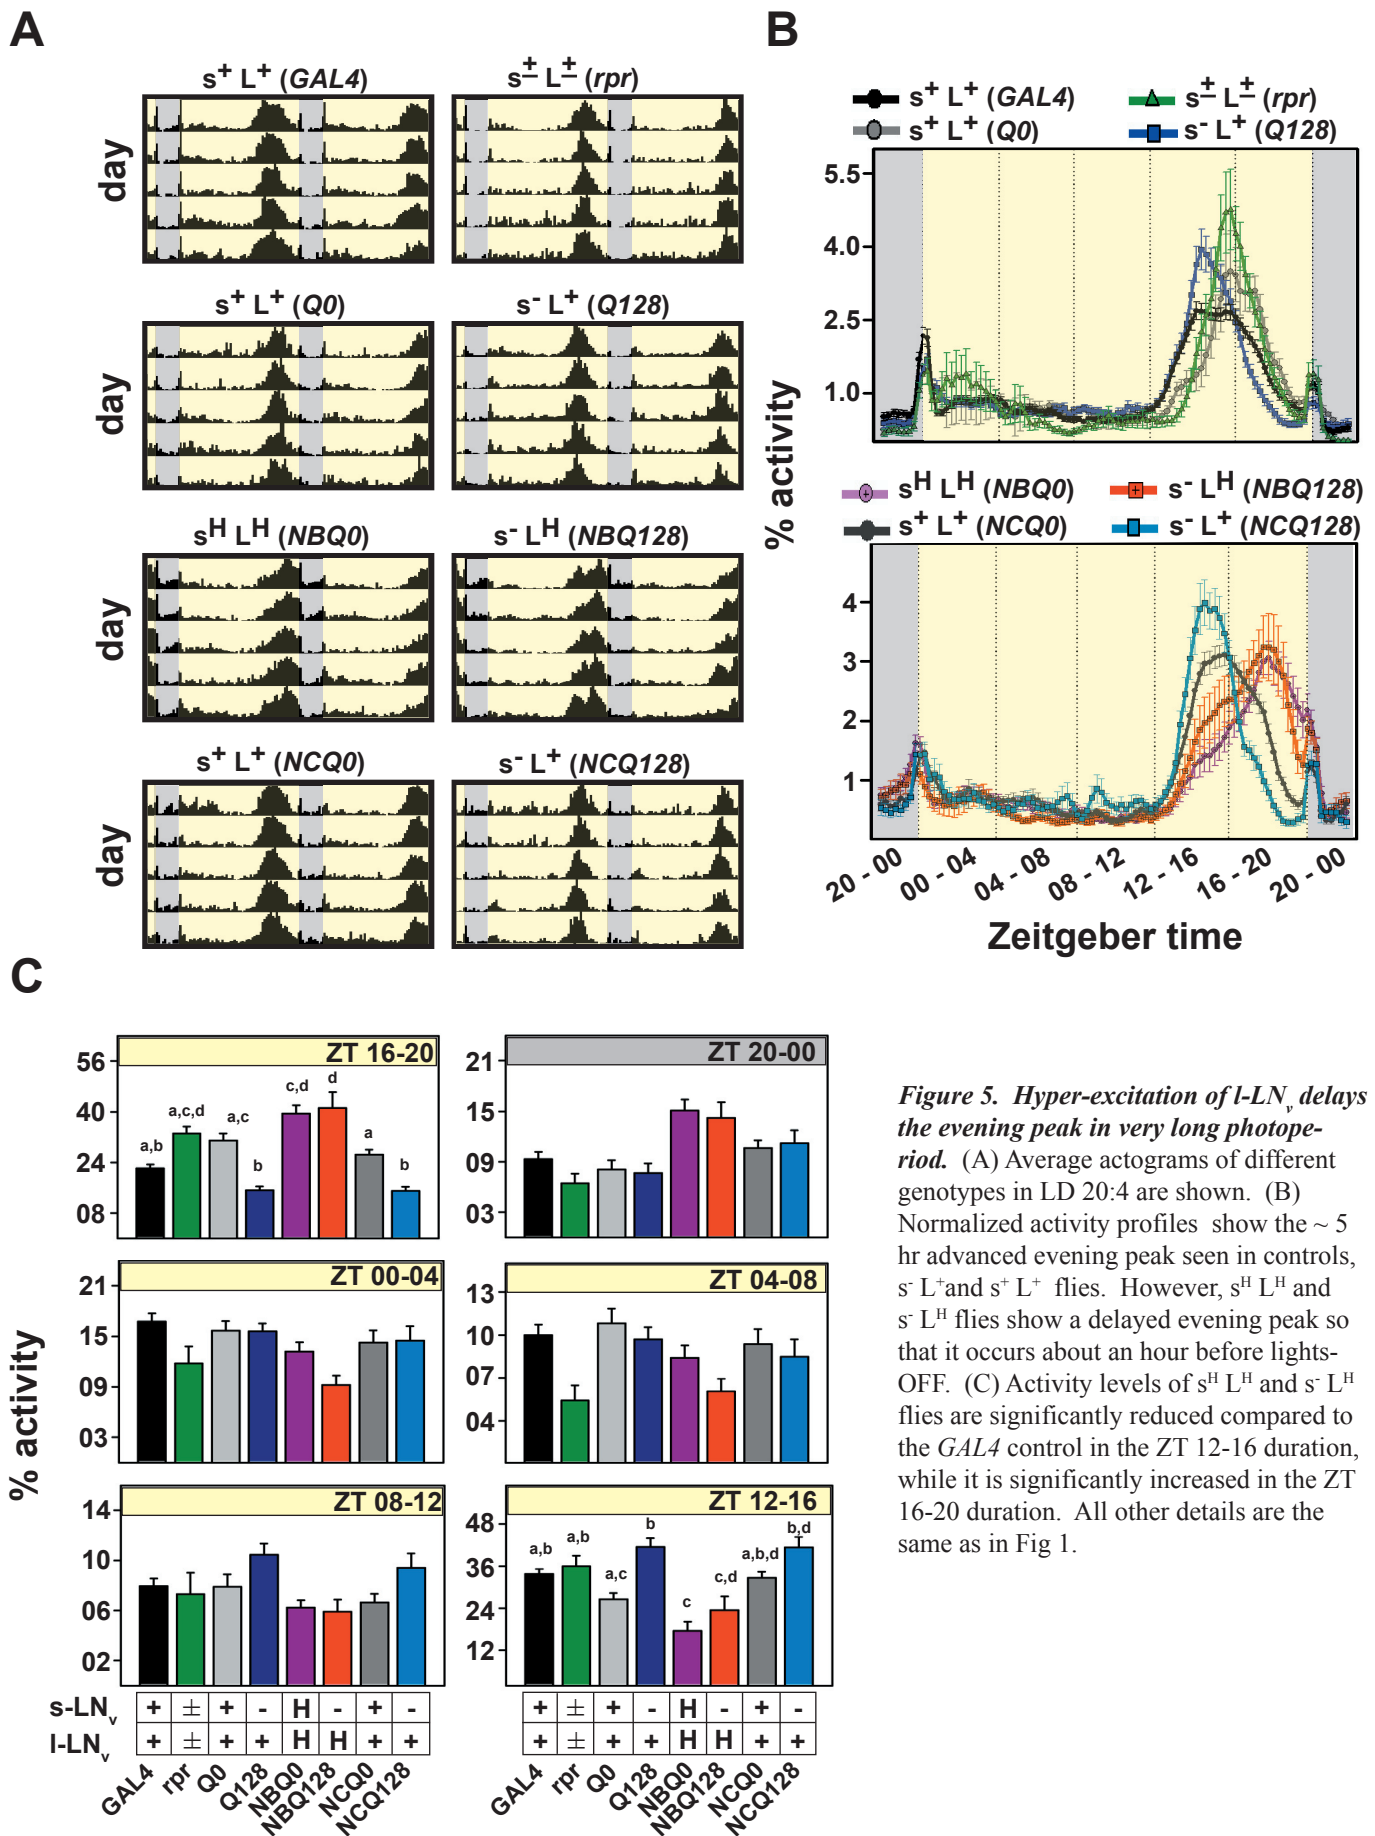 A
s+ L+ (GAL4)
s± L± (rpr)
day
s+ L+ (Q0)
s- L+ (Q128)
day
sH LH (NBQ0)
s- LH (NBQ128)
day
s+ L+ (NCQ0)
s- L+ (NCQ128)
day
B
s+ L+ (GAL4)
s± L± (rpr)
s+ L+ (Q0)
s- L+ (Q128)
5.5
4.0
2.5
1.0
% activity
sH LH (NBQ0)
s- LH (NBQ128)
s+ L+ (NCQ0)
s- L+ (NCQ128)
4
3
2
1
20 - 00
00 - 04
04 - 08
08 - 12
12 - 16
16 - 20
20 - 00
Zeitgeber time
C
% activity
ZT 16-20
56
40
24
08
a,b
a,c,d
a,c
b
c,d
d
a
b
ZT 20-00
21
15
09
03
ZT 00-04
21
15
09
03
ZT 04-08
13
10
07
04
ZT 08-12
14
10
06
02
ZT 12-16
48
36
24
12
a,b
a,b
a,c
b
c
c,d
a,b,d
b,d
s-LNv + ± + - H - + -
l-LNv + ± + + H H + +
GAL4 rpr Q0 Q128 NBQ0 NBQ128 NCQ0 NCQ128
+ ± + - H - + -
+ ± + + H H + +
GAL4 rpr Q0 Q128 NBQ0 NBQ128 NCQ0 NCQ128
Figure 5. Hyper-excitation of l-LNv delays
the evening peak in very long photope-
riod. (A) Average actograms of different
genotypes in LD 20:4 are shown. (B)
Normalized activity profiles show the ~ 5
hr advanced evening peak seen in controls,
s- L+and s+ L+ flies. However, sH LH and
s- LH flies show a delayed evening peak so
that it occurs about an hour before lights-
OFF. (C) Activity levels of sH LH and s- LH
flies are significantly reduced compared to
the GAL4 control in the ZT 12-16 duration,
while it is significantly increased in the ZT
16-20 duration. All other details are the
same as in Fig 1.